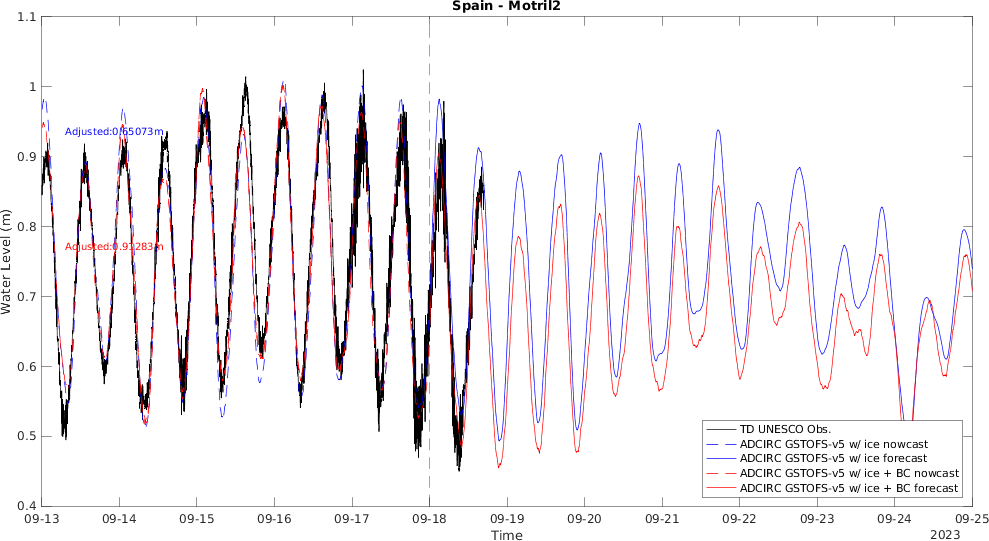 Spain - Motril2
1.1
1
0.9
0.8
0.7
0.6
0.5
0.4
Water Level (m)
Adjusted:0.65073m
Adjusted:0.91283m
TD UNESCO Obs.
ADCIRC GSTOFS-v5 w/ ice nowcast
ADCIRC GSTOFS-v5 w/ ice forecast
ADCIRC GSTOFS-v5 w/ ice + BC nowcast
ADCIRC GSTOFS-v5 w/ ice + BC forecast
09-13 09-14 09-15 09-16 09-17 09-18 09-19 09-20 09-21 09-22 09-23 09-24 09-25
Time
2023